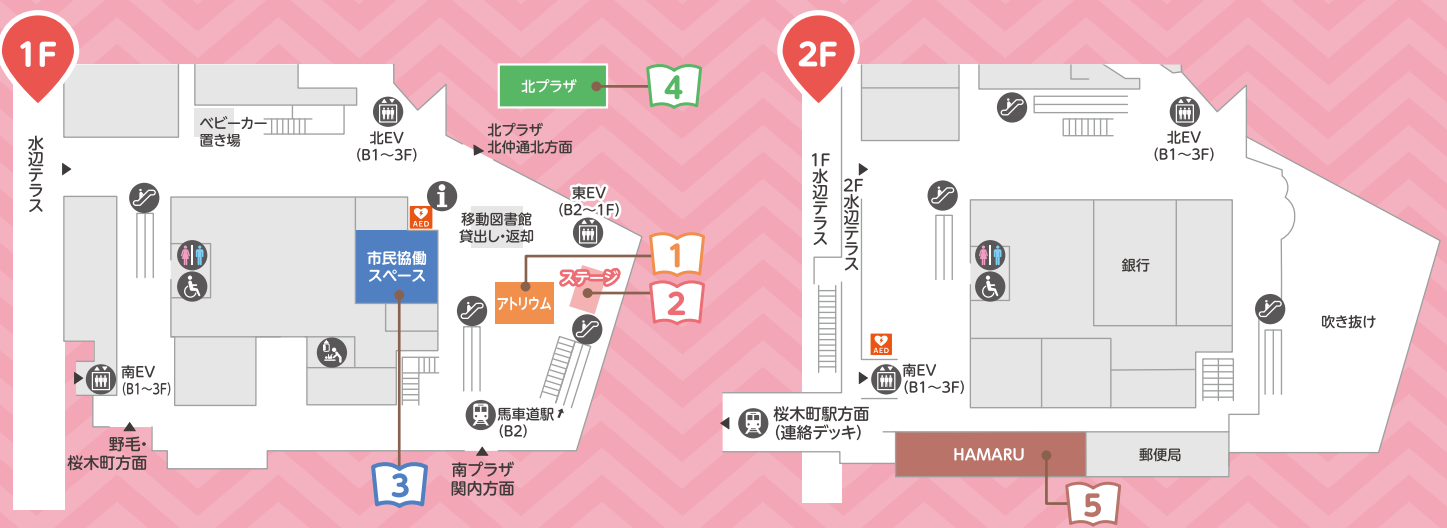 1F
北プラザ
4
ベビーカー
置き場
北EV
(B1～3F)
北プラザ
北仲通北方面
水辺テラス
AED
移動図書館
貸出し・返却
東EV
(B2～1F)
市民協働
スペース
アトリウム
ステージ
1
2
南EV
(B1～3F)
馬車道駅
(B2)
野毛・
桜木町方面
3
南プラザ
関内方面
2F
北EV
(B1～3F)
1F水辺テラス
2F水辺テラス
銀行
吹き抜け
AED
南EV
(B1～3F)
桜木町駅方面
(連絡デッキ)
HAMARU
郵便局
5